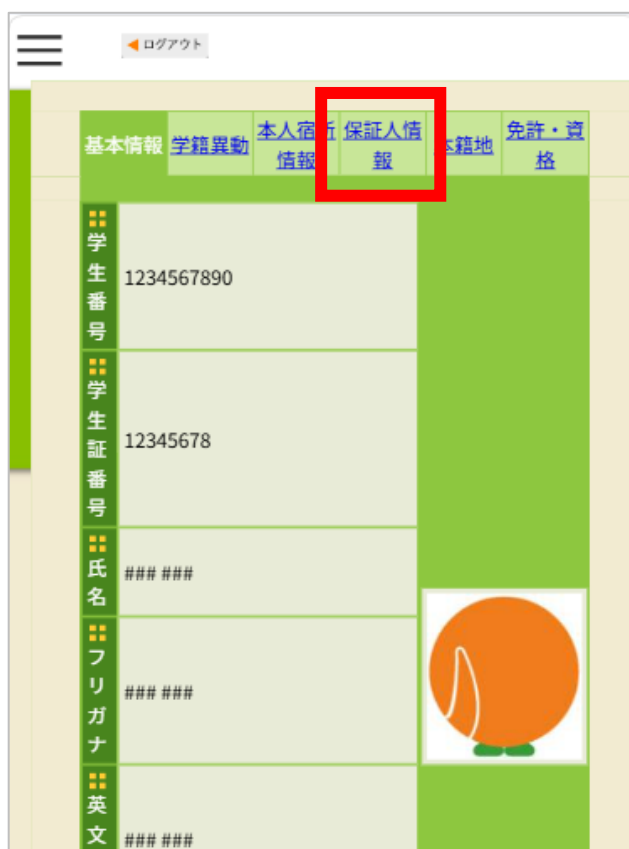 ログアウト
基本情報
学籍異動
本人宿所
情報
保証人情
報
本籍地
免許・資
格
学生番号
1234567890
学生証番号
12345678
氏名
### ###
フリガナ
### ###
英文
### ###